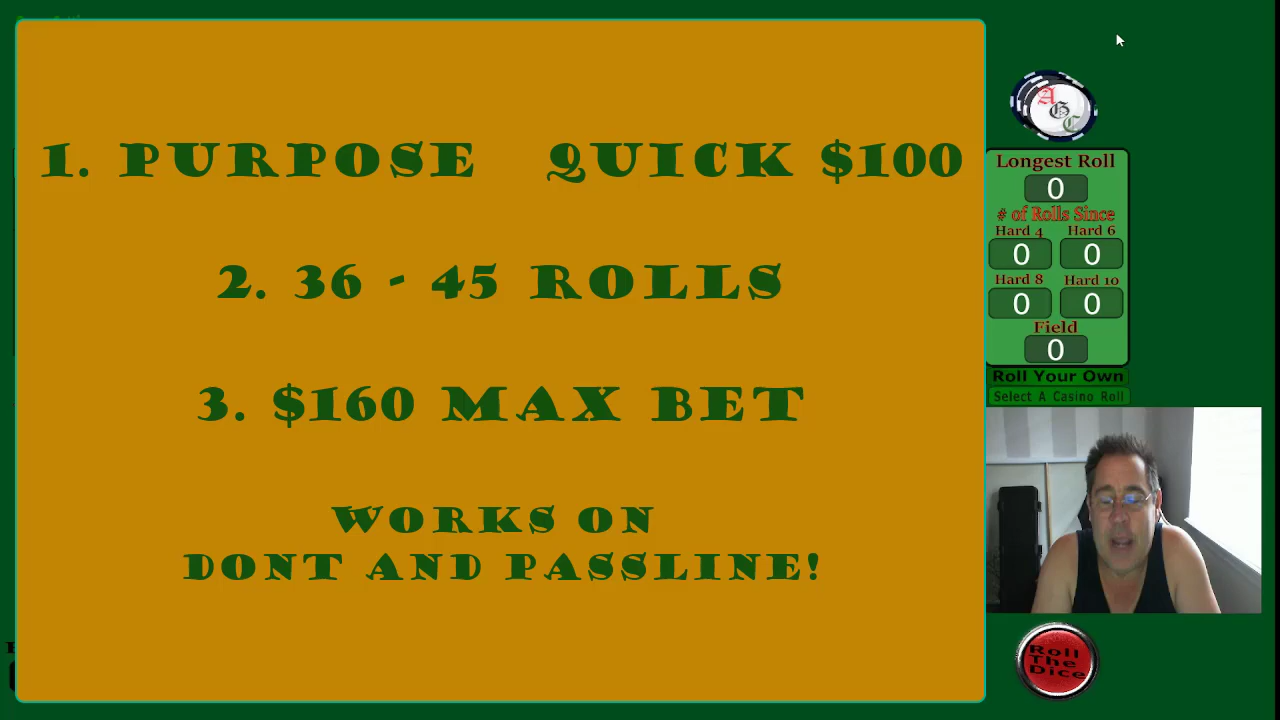 1. PURPOSE QUICK $100
2. 36 - 45 ROLLS
3. $160 MAX BET
WORKS ON
DONT AND PASSLINE!
AGC
Longest Roll
0
# of Rolls Since
Hard 4 Hard 6
0 0
Hard 8 Hard 10
0 0
Field
0
Roll Your Own
Select A Casino Roll
Roll
The
Dice